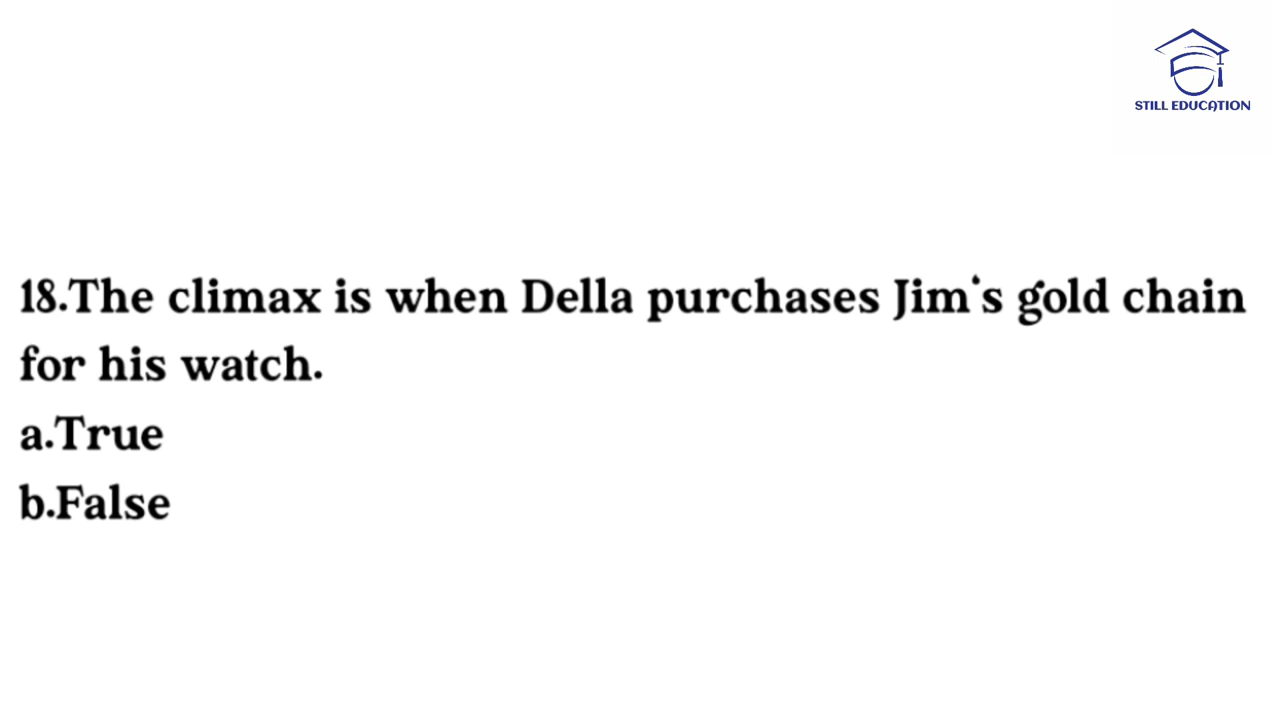 STILL EDUCATION
18.The climax is when Della purchases Jim‘s gold chain
for his watch.
a.True
b.False